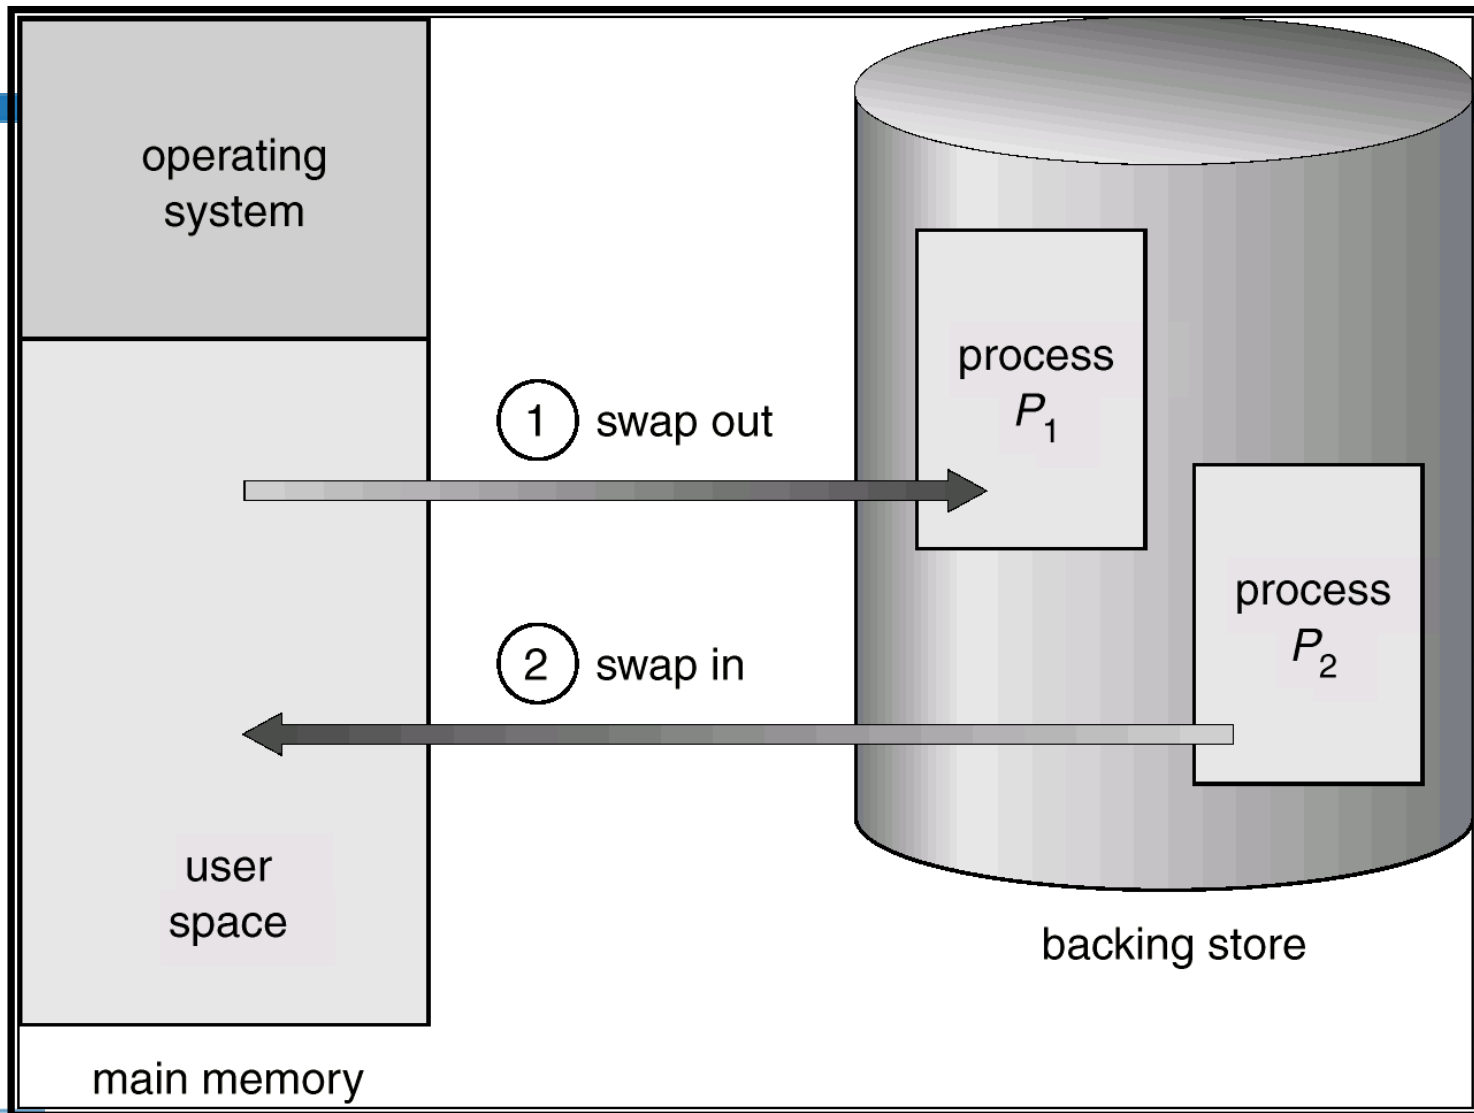 operating
system
1 swap out
2 swap in
user
space
main memory
process
P1
process
P2
backing store